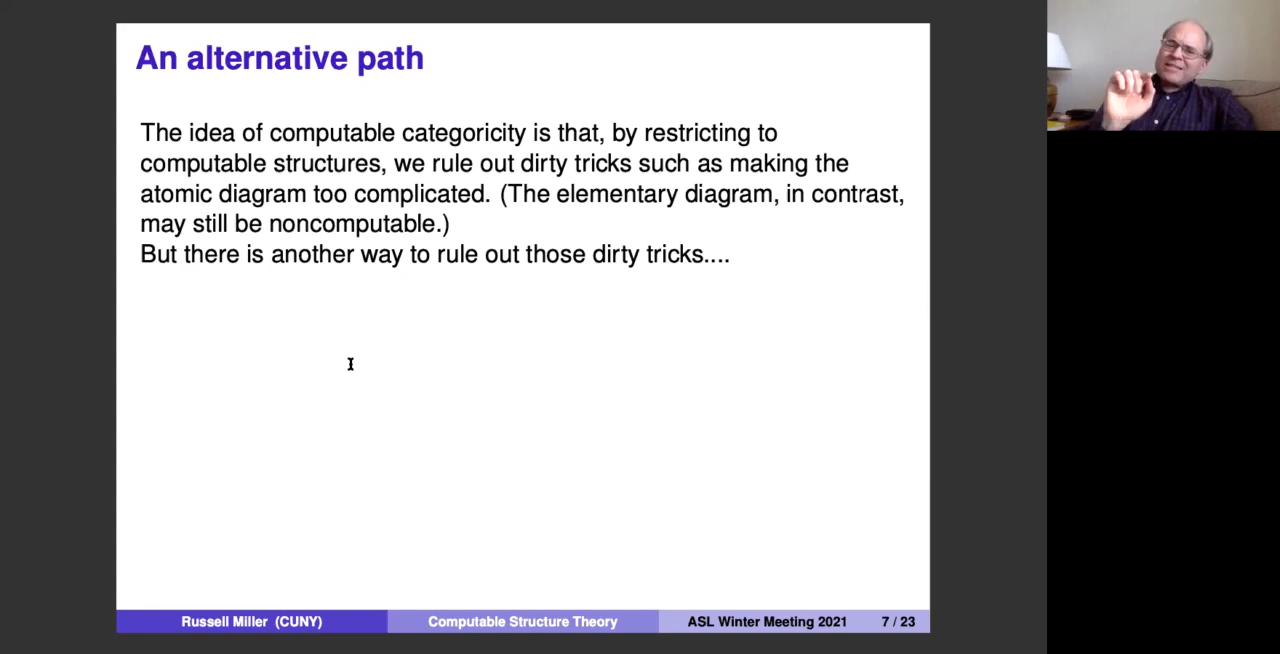 An alternative path
The idea of computable categoricity is that, by restricting to
computable structures, we rule out dirty tricks such as making the
atomic diagram too complicated. (The elementary diagram, in contrast,
may still be noncomputable.)
But there is another way to rule out those dirty tricks....
Russell Miller (CUNY) Computable Structure Theory ASL Winter Meeting 2021 7 / 23